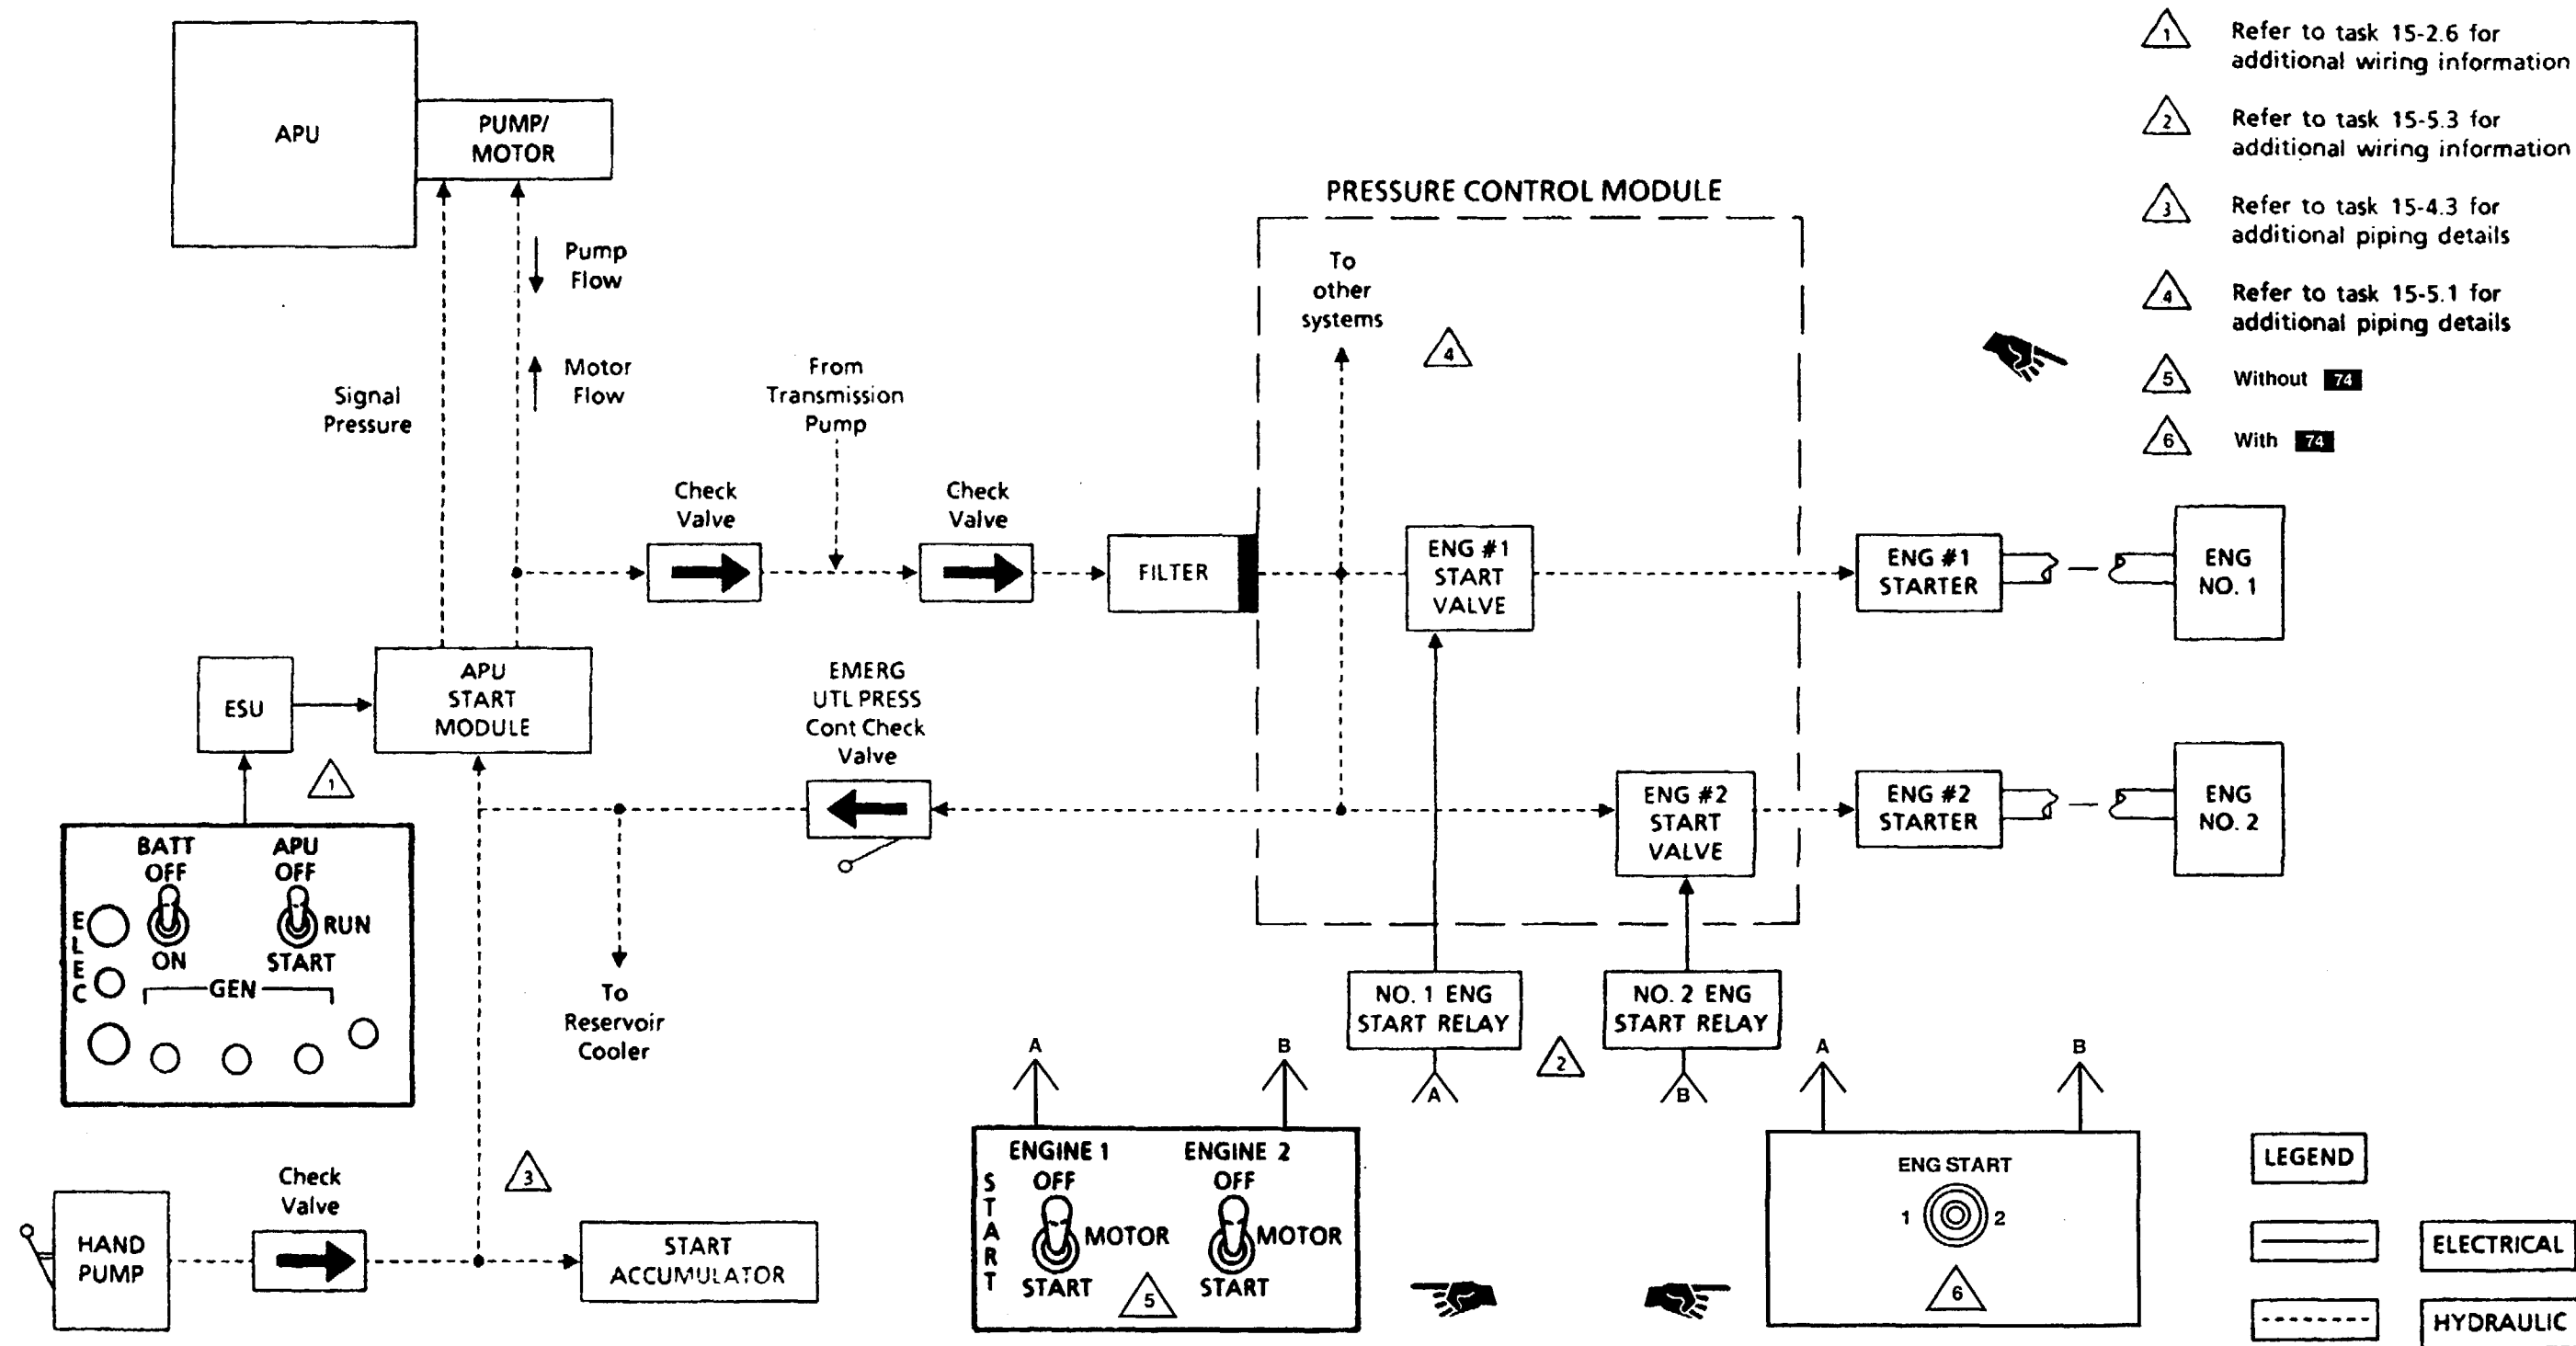 APU
PUMP/
MOTOR
Pump
Flow
Motor
Flow
Signal
Pressure
From
Transmission
Pump
Check
Valve
Check
Valve
FILTER
PRESSURE CONTROL MODULE
To
other
systems
4
ENG #1
START
VALVE
ENG #1
STARTER
ENG
NO. 1
1
Refer to task 15-2.6 for
additional wiring information
2
Refer to task 15-5.3 for
additional wiring information
3
Refer to task 15-4.3 for
additional piping details
4
Refer to task 15-5.1 for
additional piping details
5
Without 74
6
With 74
ESU
APU
START
MODULE
1
EMERG
UTL PRESS
Cont Check
Valve
ENG #2
START
VALVE
ENG #2
STARTER
ENG
NO. 2
BATT
OFF
ON
APU
OFF
RUN
START
ELEC
GEN
To
Reservoir
Cooler
NO. 1 ENG
START RELAY
A
2
NO. 2 ENG
START RELAY
B
HAND
PUMP
Check
Valve
3
START
ACCUMULATOR
A
B
START
ENGINE 1
OFF
MOTOR
START
5
ENGINE 2
OFF
MOTOR
START
A
B
ENG START
1
2
6
LEGEND
ELECTRICAL
HYDRAULIC